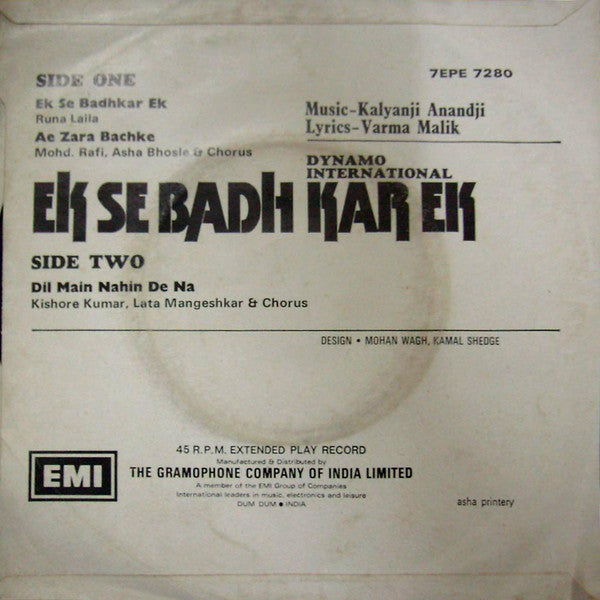 SIDE ONE
7EPE 7280
Ek Se Badhkar Ek
Runa Laila
Ae Zara Bachke
Mohd. Rafi, Asha Bhosle & Chorus
Music-Kalyanji Anandji
Lyrics-Varma Malik
DYNAMO
INTERNATIONAL
EK SE BADH KAR EK
SIDE TWO
Dil Main Nahin De Na
Kishore Kumar, Lata Mangeshkar & Chorus
DESIGN • MOHAN WAGH, KAMAL SHEDGE
45 R.P.M. EXTENDED PLAY RECORD
Manufactured & Distributed by
EMI
THE GRAMOPHONE COMPANY OF INDIA LIMITED
A member of the EMI Group of Companies
International leaders in music, electronics and leisure
DUM DUM ● INDIA
asha printery